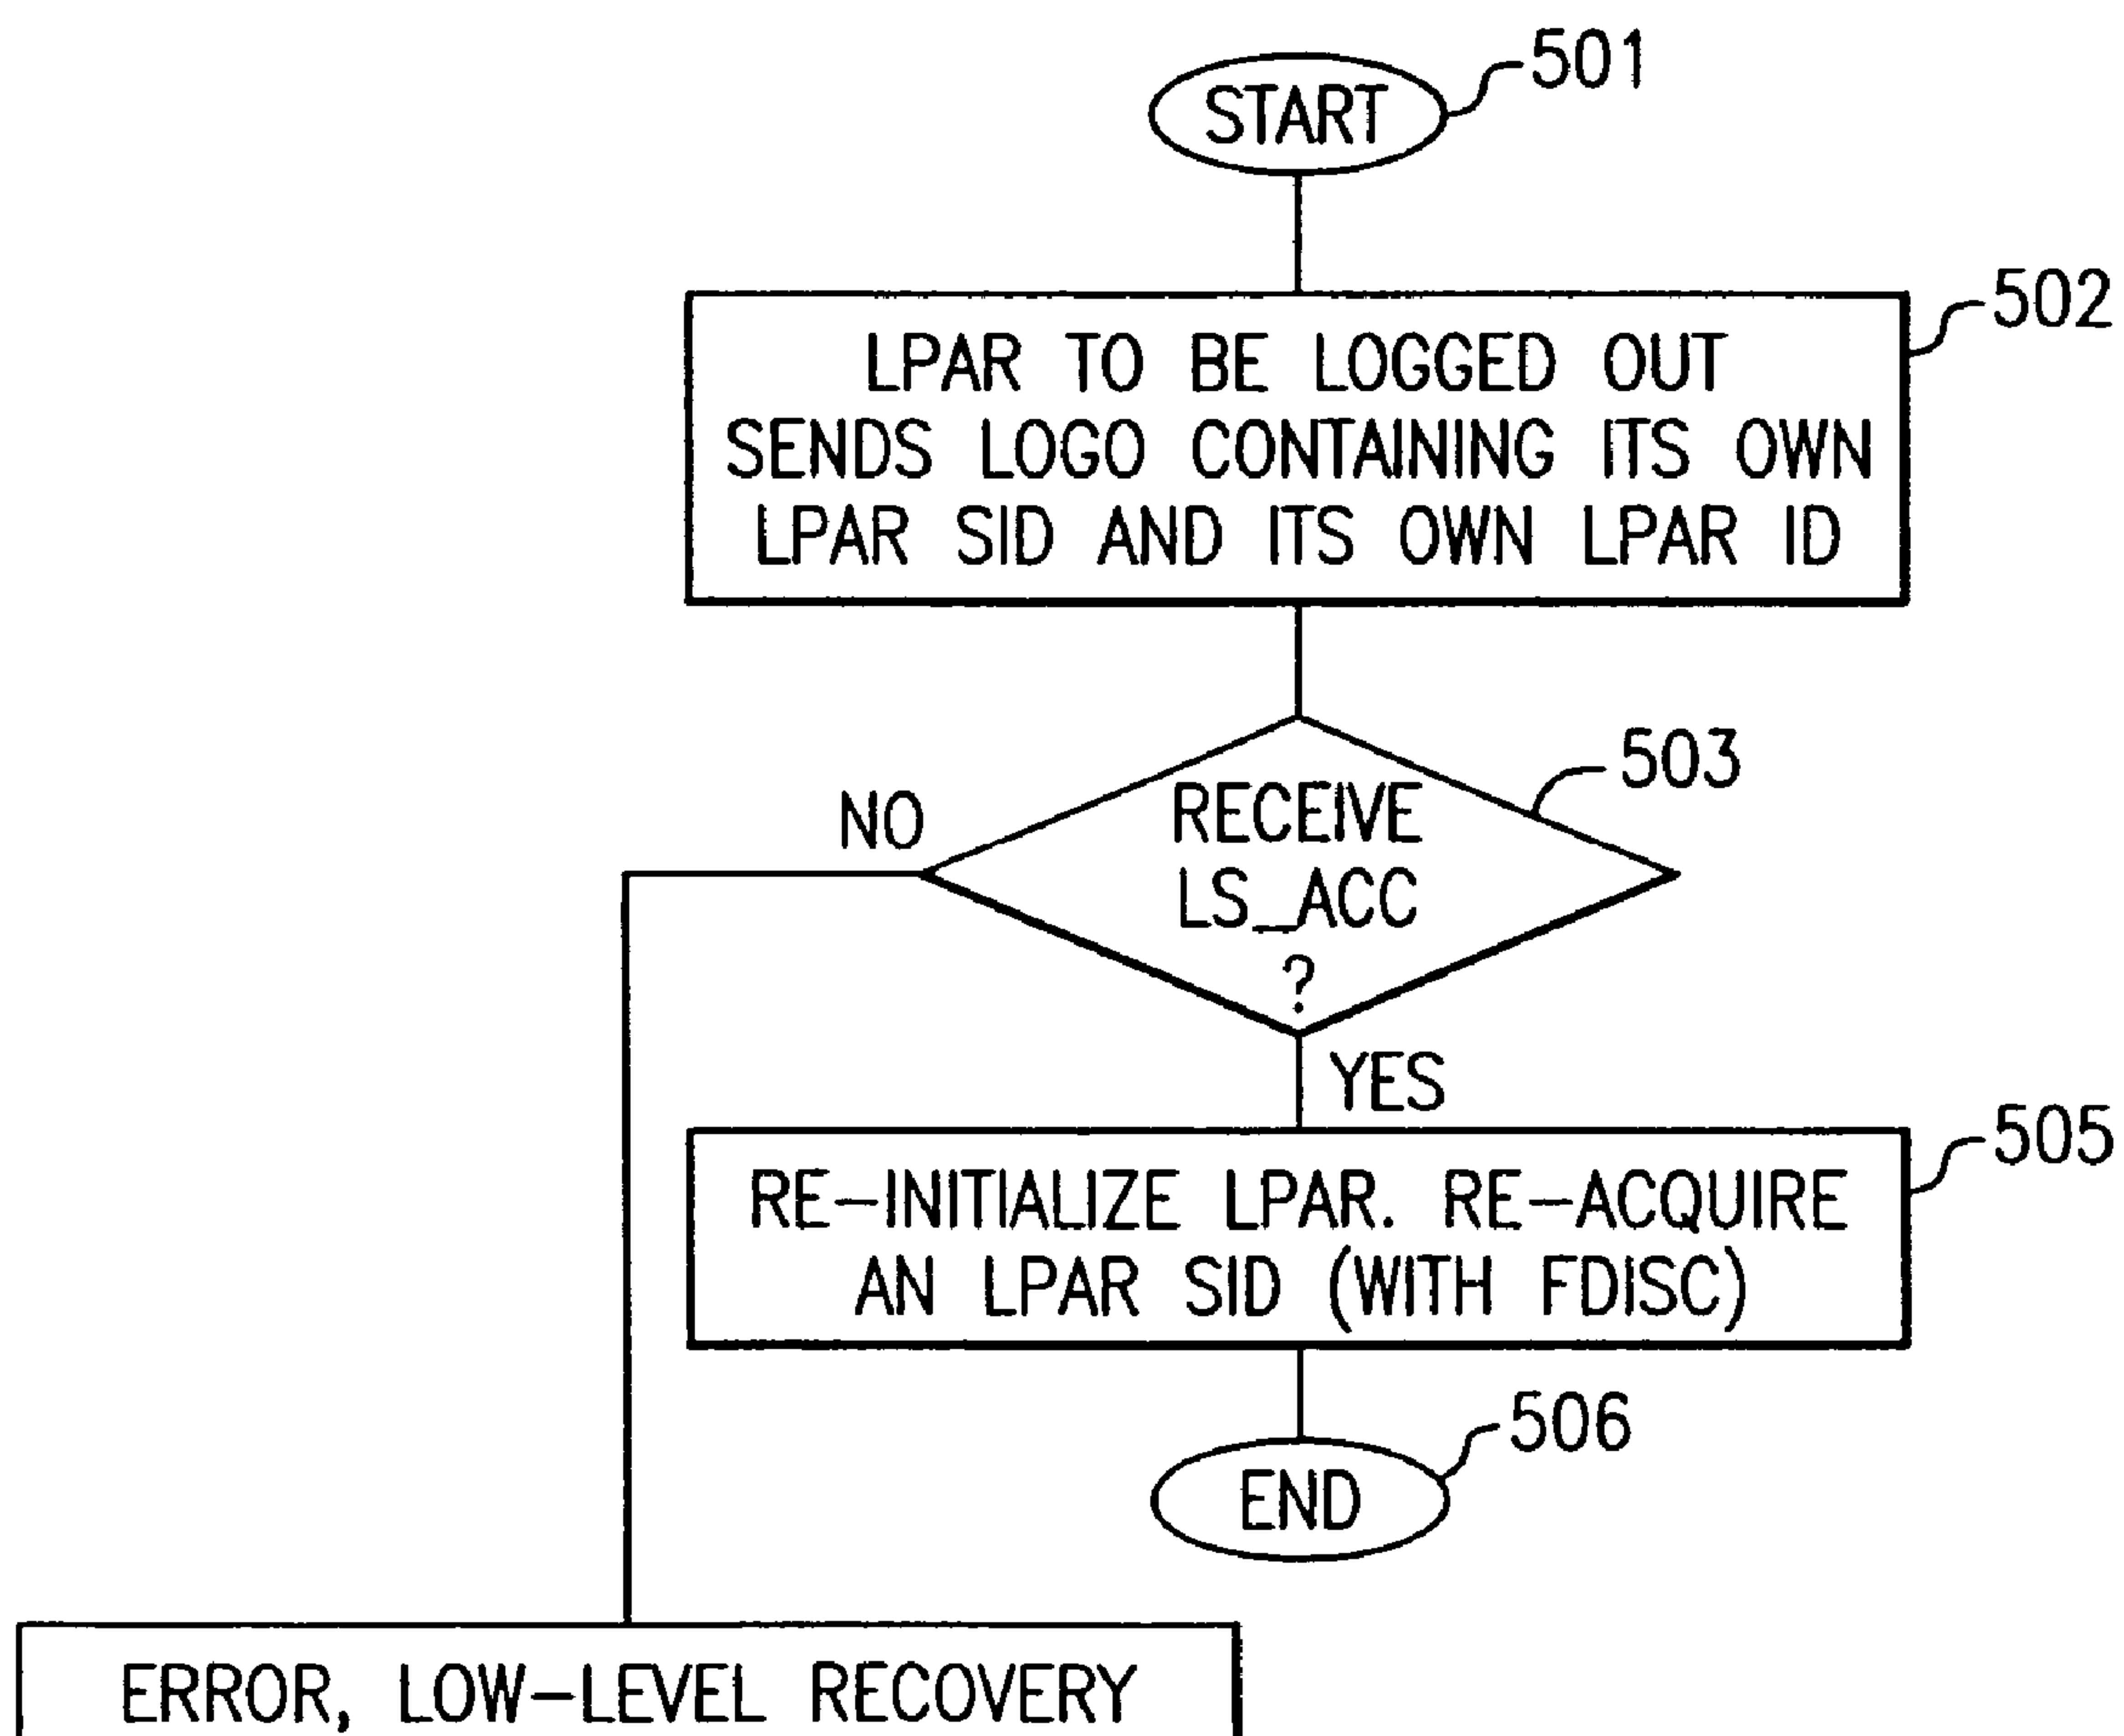 START
501
502
LPAR TO BE LOGGED OUT
SENDS LOGO CONTAINING ITS OWN
LPAR SID AND ITS OWN LPAR ID
503
NO
RECEIVE
LS_ACC
?
YES
505
RE-INITIALIZE LPAR. RE-ACQUIRE
AN LPAR SID (WITH FDISC)
506
END
ERROR, LOW-LEVEL RECOVERY